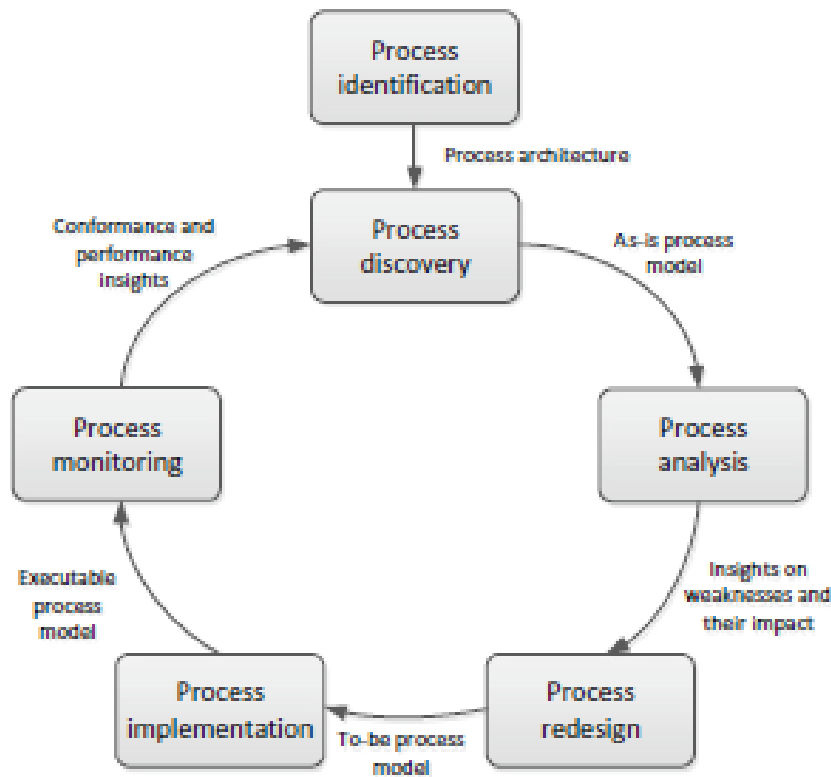 Process
identification
Process architecture
Process
discovery
Conformance and
performance
insights
As-is process
model
Process
monitoring
Process
analysis
Executable
process
model
Insights on
weaknesses and
their impact
Process
implementation
To-be process
model
Process
redesign